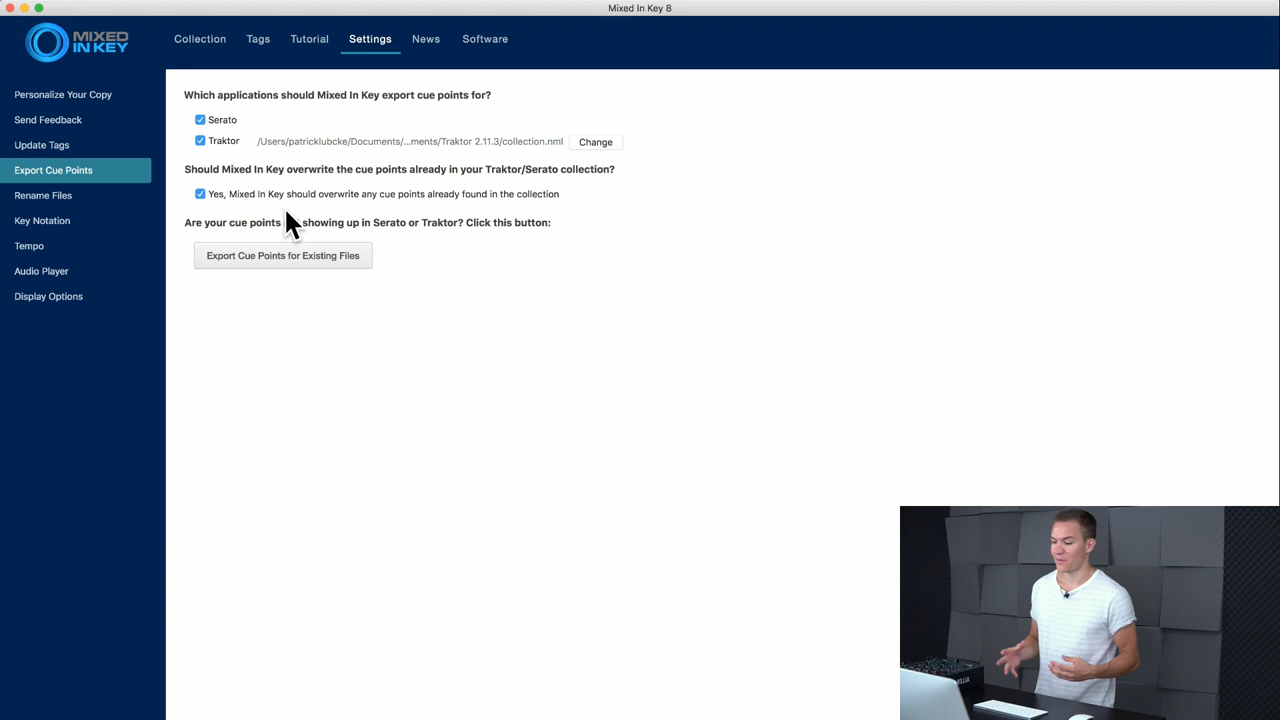 Mixed In Key 8
MIXED
IN KEY
Collection
Tags
Tutorial
Settings
News
Software
Personalize Your Copy
Send Feedback
Update Tags
Export Cue Points
Rename Files
Key Notation
Tempo
Audio Player
Display Options
Which applications should Mixed In Key export cue points for?
Serato
Traktor /Users/patricklubcke/Documents/...ments/Traktor 2.11.3/collection.nml Change
Should Mixed In Key overwrite the cue points already in your Traktor/Serato collection?
Yes, Mixed In Key should overwrite any cue points already found in the collection
Are your cue points showing up in Serato or Traktor? Click this button:
Export Cue Points for Existing Files